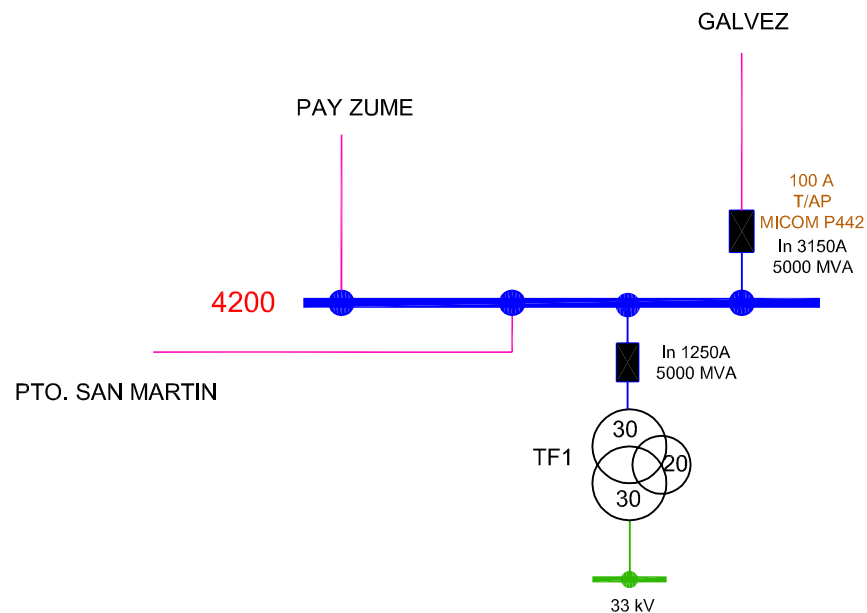 GALVEZ
PAY ZUME
100 A
T/AP
MICOM P442
In 3150A
5000 MVA
4200
In 1250A
5000 MVA
PTO. SAN MARTIN
30
TF1
20
30
33 kV